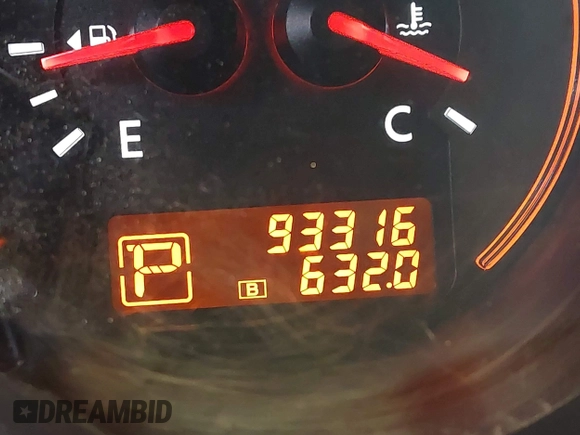 E
C
93316
P
B 632.0
DREAMBID